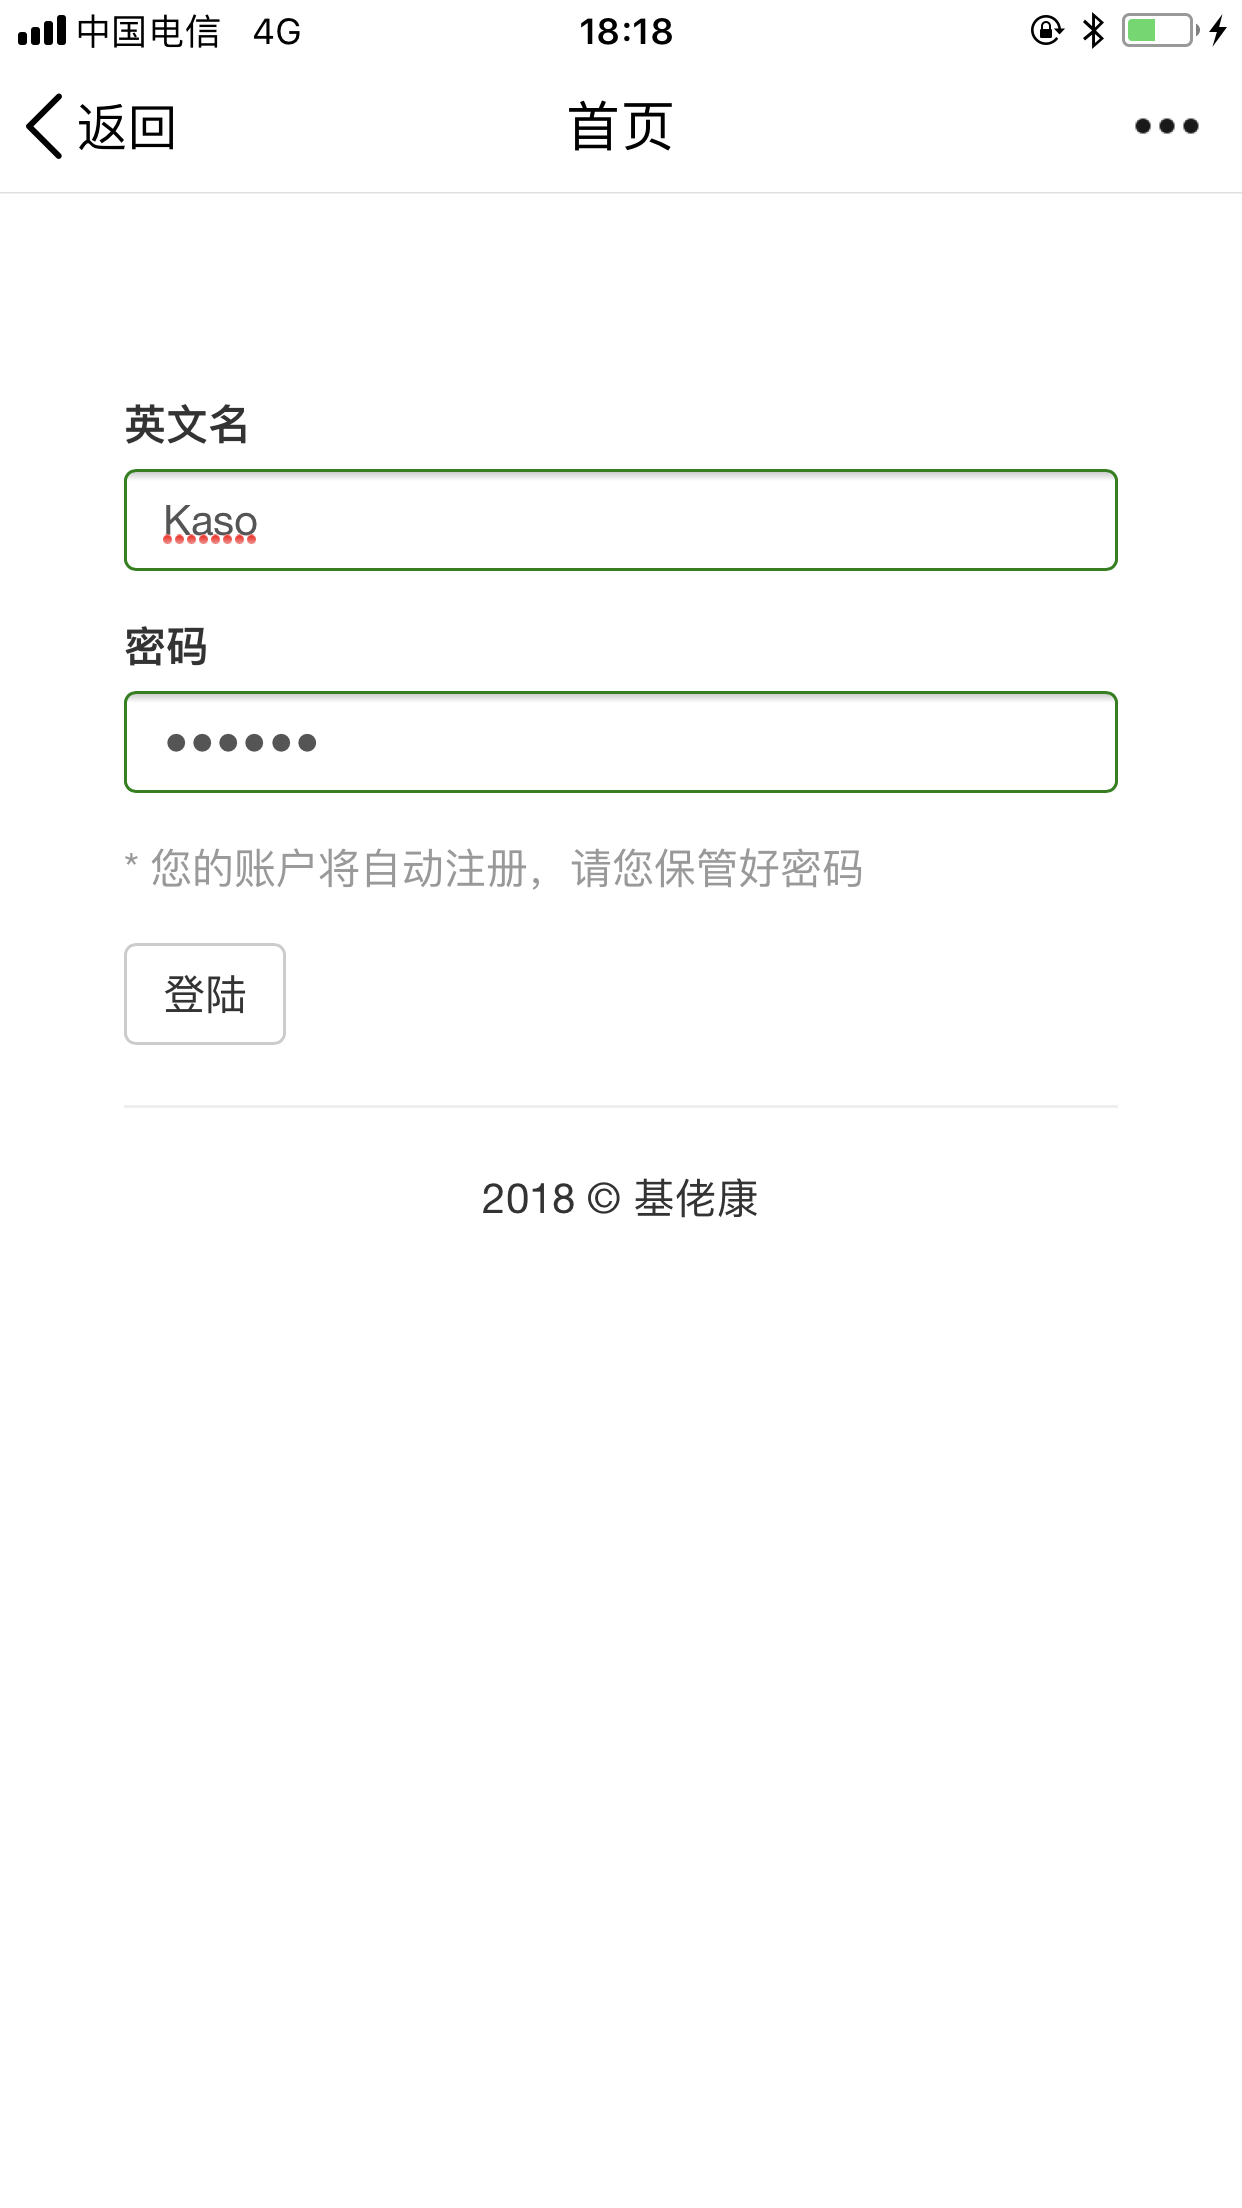 中国电信 4G 18:18
返回 首页
英文名
Kaso
密码
••••••
* 您的账户将自动注册，请您保管好密码
登陆
2018 © 基佬康